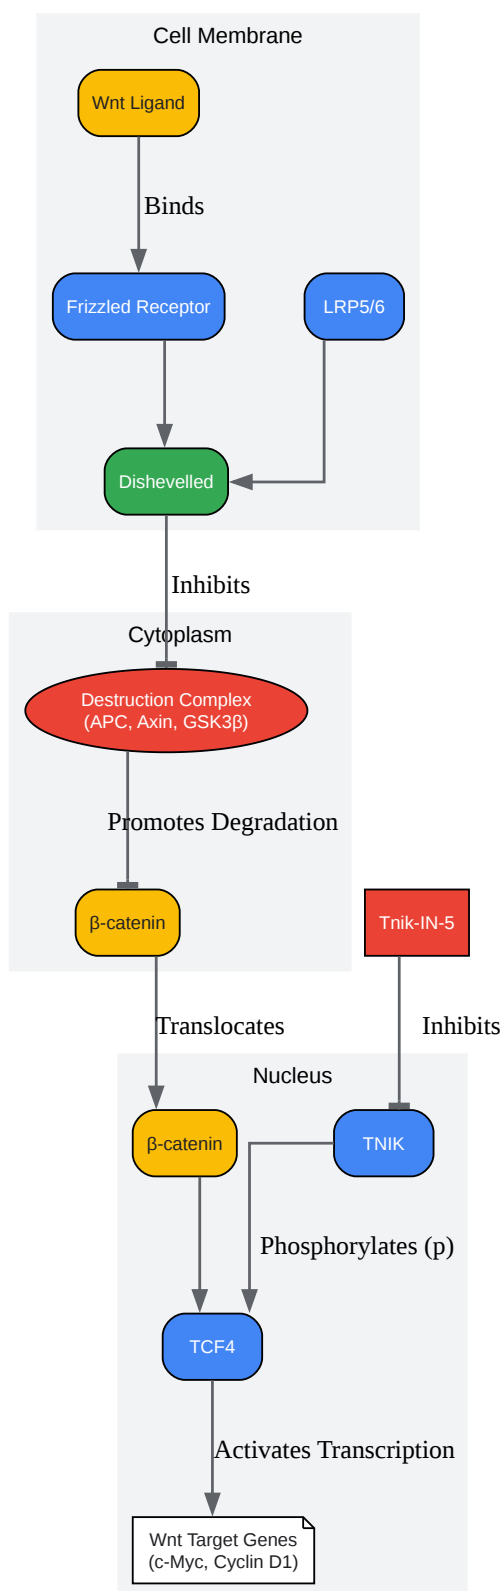 Cell Membrane
Wnt Ligand
Binds
Frizzled Receptor
LRP5/6
Dishevelled
Inhibits
Cytoplasm
Destruction Complex
(APC, Axin, GSK3β)
Promotes Degradation
β-catenin
Tnik-IN-5
Translocates
Inhibits
Nucleus
β-catenin
TNIK
Phosphorylates (p)
TCF4
Activates Transcription
Wnt Target Genes
(c-Myc, Cyclin D1)